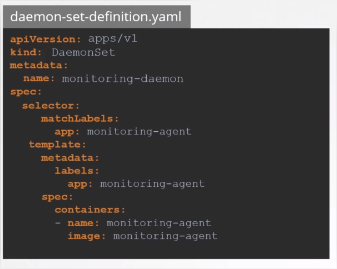 daemon-set-definition.yaml
apiVersion: apps/v1
kind: DaemonSet
metadata:
  name: monitoring-daemon
spec:
  selector:
    matchLabels:
      app: monitoring-agent
  template:
    metadata:
      labels:
        app: monitoring-agent
    spec:
      containers:
      - name: monitoring-agent
        image: monitoring-agent